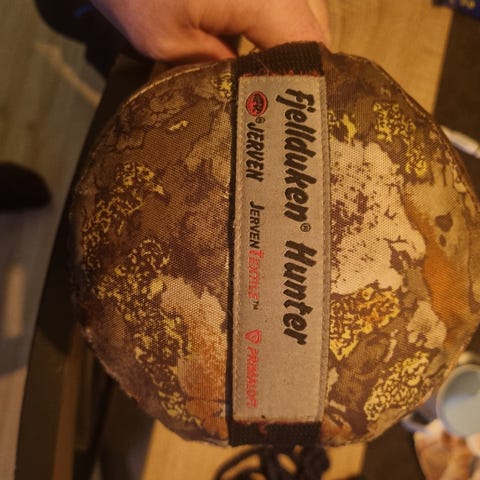 Fjellduken® Hunter
® JERVEN JERVEN TEXTILE™ PRIMALOFT